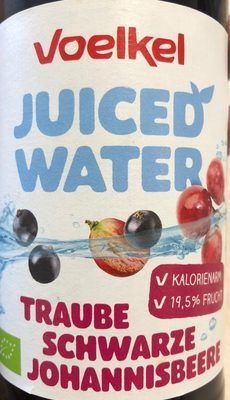 Voelkel
JUICED
WATER
✓ KALORIENARM
✓ 19,5% FRUCHT
TRAUBE
SCHWARZE
JOHANNISBEERE